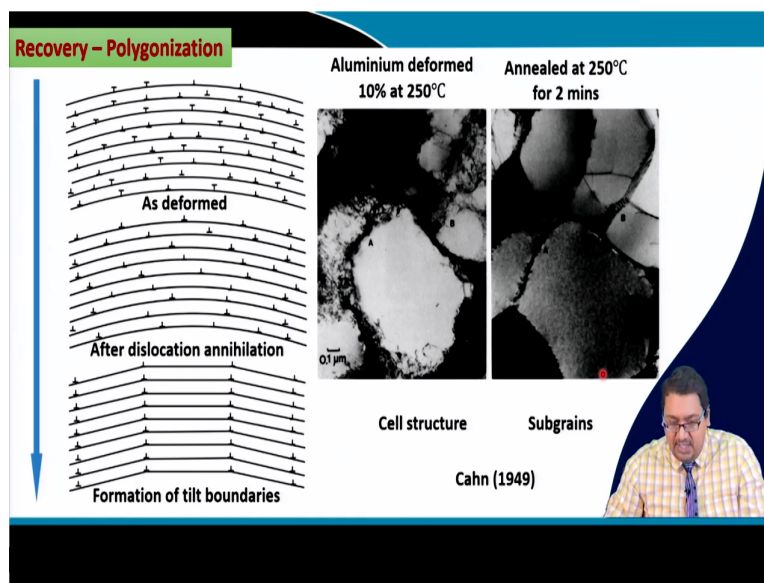 Recovery – Polygonization
Aluminium deformed
10% at 250°C
Annealed at 250°C
for 2 mins
As deformed
After dislocation annihilation
Formation of tilt boundaries
A
B
0.1 μm
A
B
Cell structure
Subgrains
Cahn (1949)